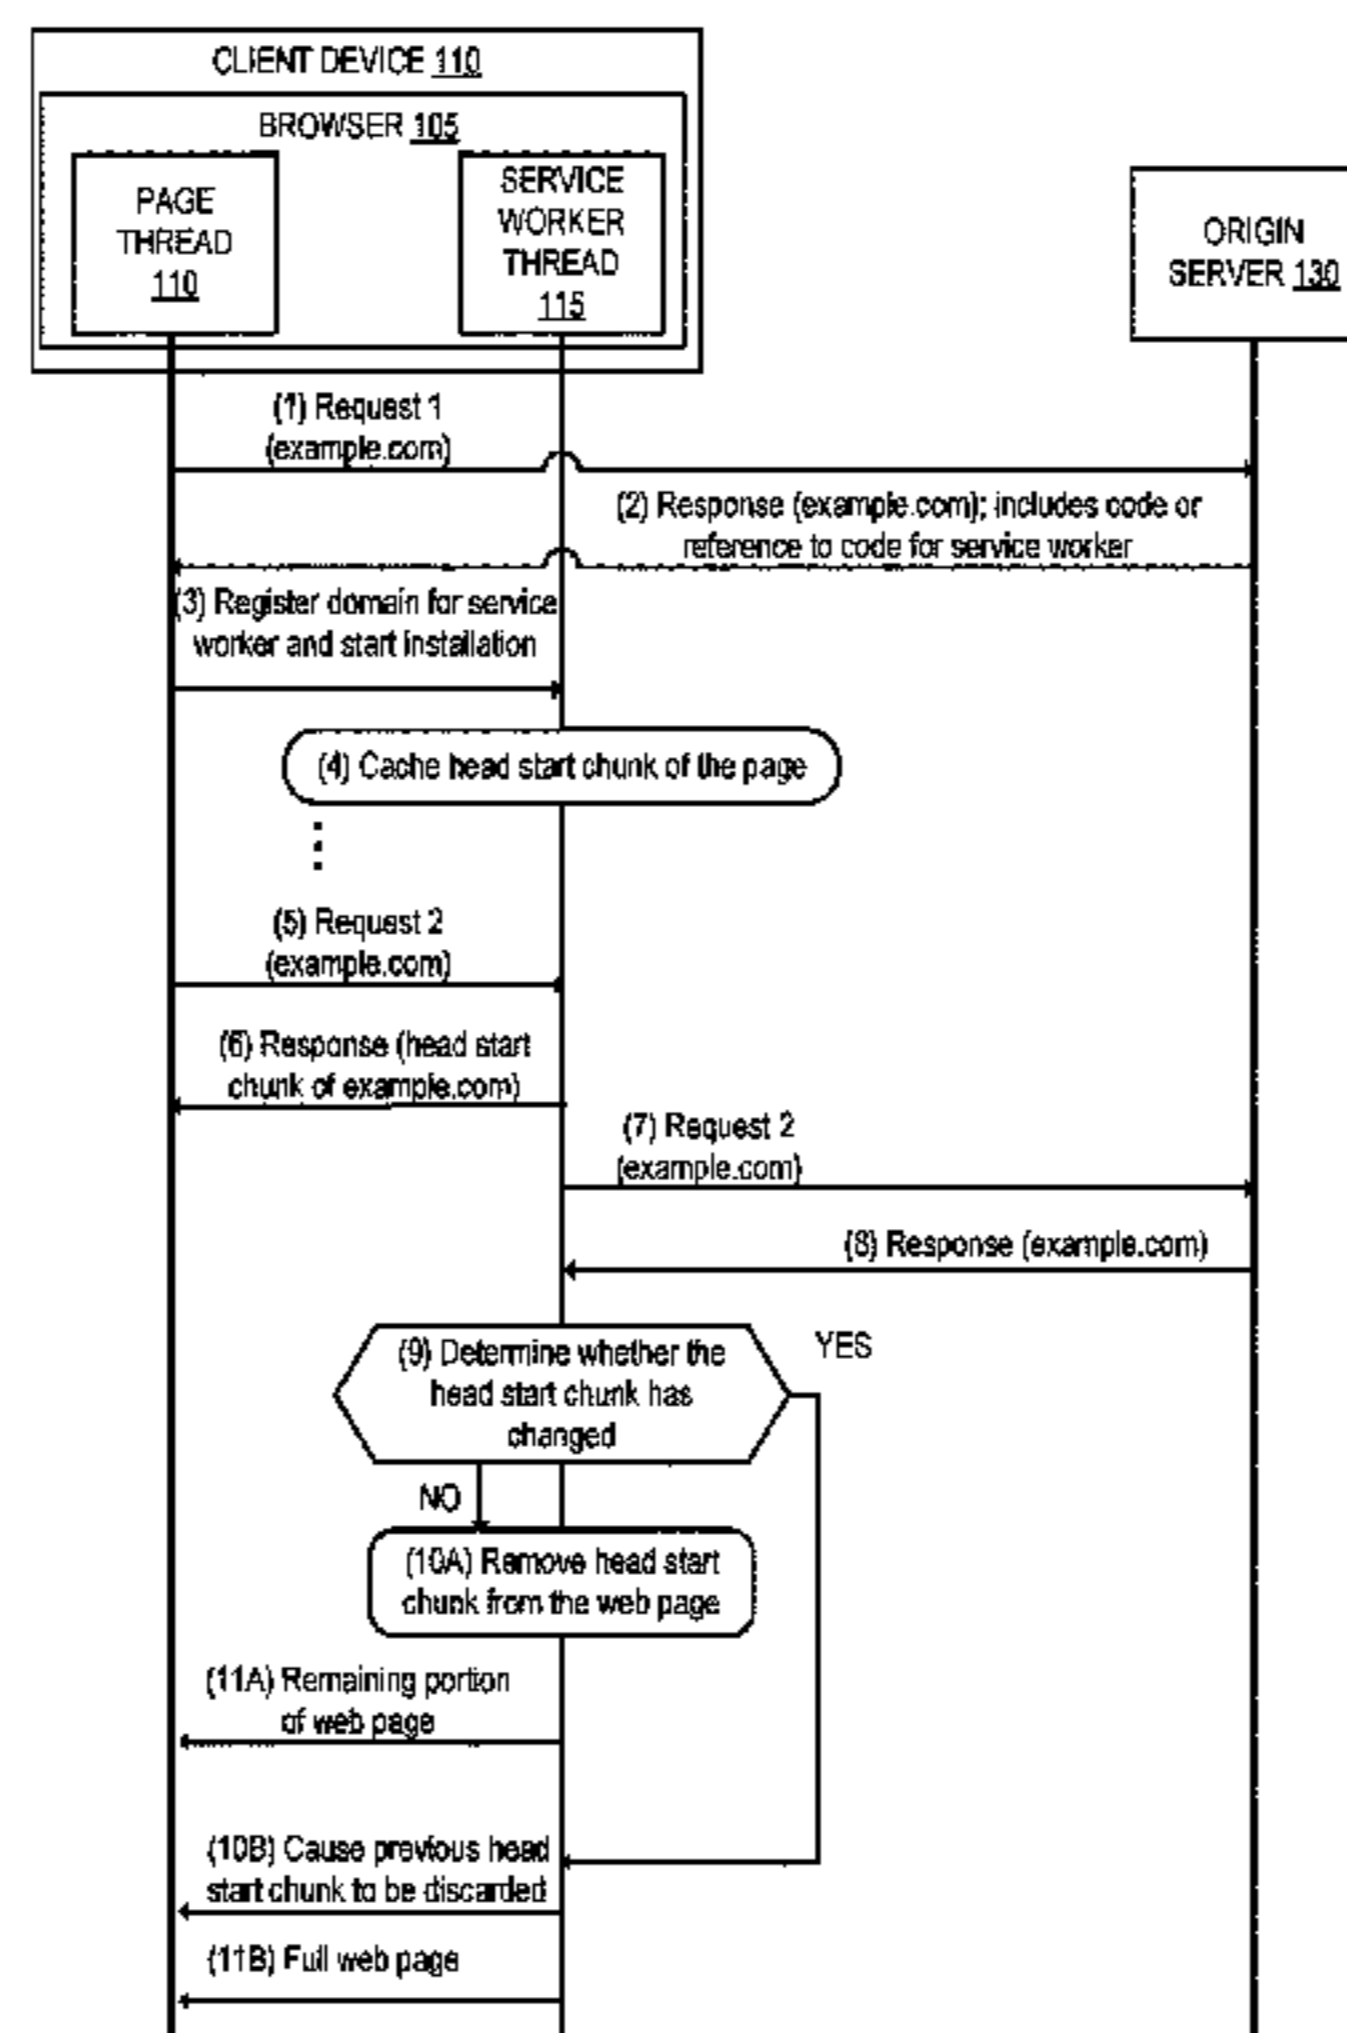 CLIENT DEVICE 110
BROWSER 105
PAGE
THREAD
110
SERVICE
WORKER
THREAD
115
ORIGIN
SERVER 130
(1) Request 1
(example.com)
(2) Response (example.com); includes code or
reference to code for service worker
(3) Register domain for service
worker and start installation
(4) Cache head start chunk of the page
(5) Request 2
(example.com)
(6) Response (head start
chunk of example.com)
(7) Request 2
(example.com)
(8) Response (example.com)
(9) Determine whether the
head start chunk has
changed
YES
NO
(10A) Remove head start
chunk from the web page
(11A) Remaining portion
of web page
(10B) Cause previous head
start chunk to be discarded
(11B) Full web page